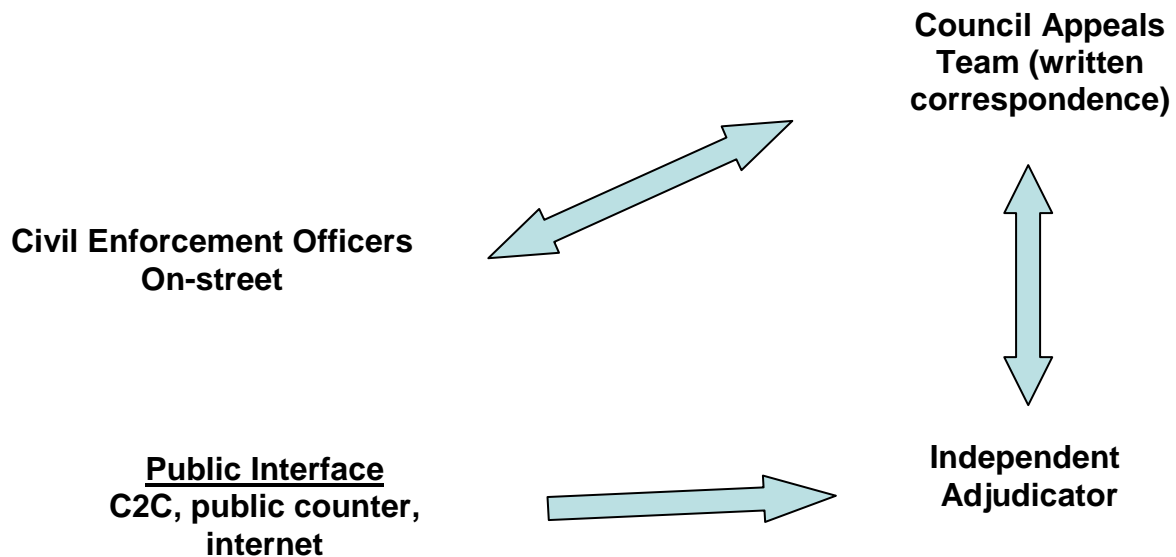 Council Appeals
Team (written
correspondence)
Civil Enforcement Officers
On-street
Public Interface
C2C, public counter,
internet
Independent
Adjudicator